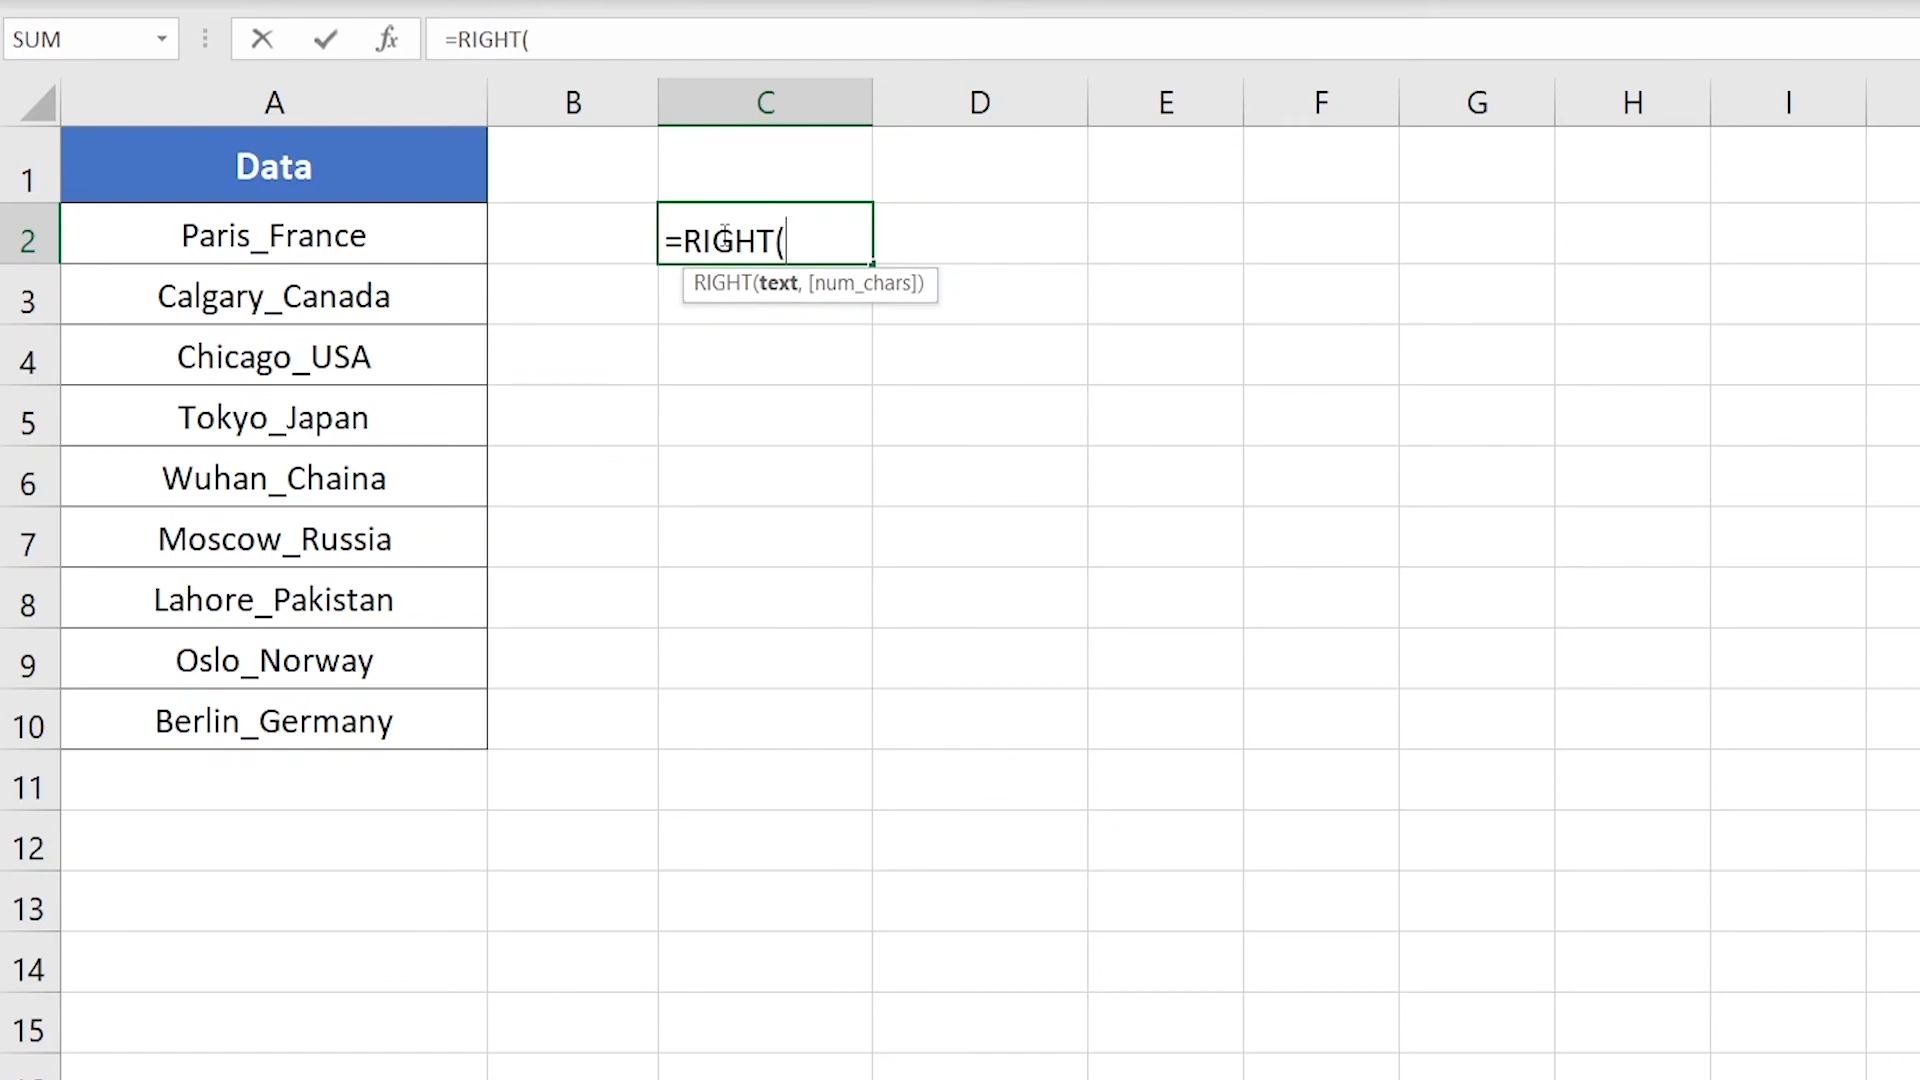 SUM =RIGHT(
A B C D E F G H I
1 Data
2 Paris_France =RIGHT(
RIGHT(text, [num_chars])
3 Calgary_Canada
4 Chicago_USA
5 Tokyo_Japan
6 Wuhan_Chaina
7 Moscow_Russia
8 Lahore_Pakistan
9 Oslo_Norway
10 Berlin_Germany
11
12
13
14
15